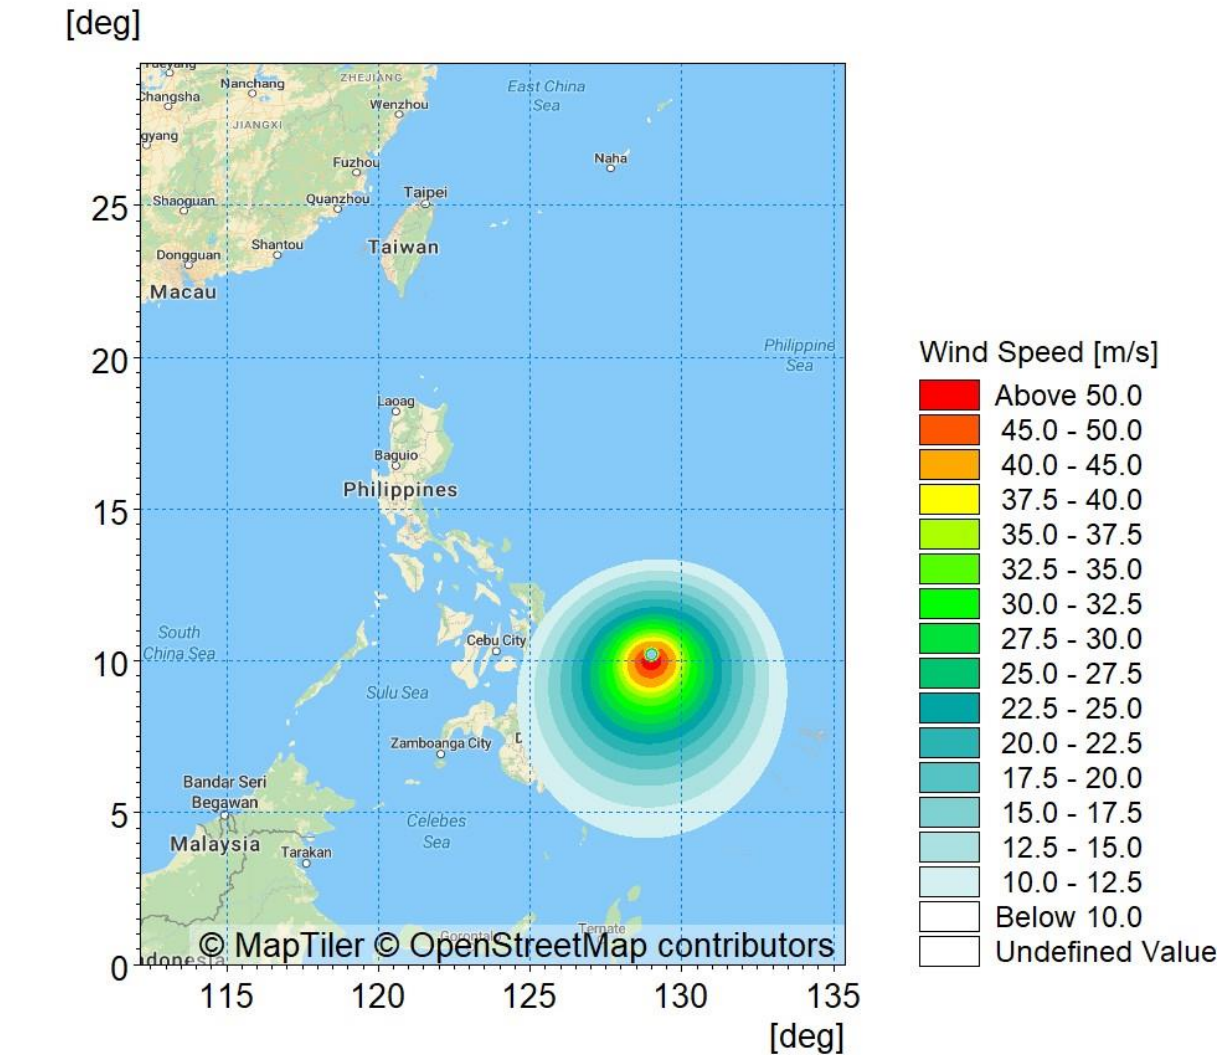 [deg]
Yueyang
Nanchang
ZHEJIANG
East China
Sea
Changsha
Wenzhou
JIANGXI
gyang
Naha
Fuzhou
Shaoguan
Quanzhou
Taipei
25
Shantou
Taiwan
Dongguan
Macau
20
Philippine
Sea
Wind Speed [m/s]
Above 50.0
45.0 - 50.0
40.0 - 45.0
37.5 - 40.0
35.0 - 37.5
32.5 - 35.0
30.0 - 32.5
27.5 - 30.0
25.0 - 27.5
22.5 - 25.0
20.0 - 22.5
17.5 - 20.0
15.0 - 17.5
12.5 - 15.0
10.0 - 12.5
Below 10.0
Undefined Value
Laoag
Baguio
Philippines
15
South
China Sea
Cebu City
10
Sulu Sea
Zamboanga City
D
Bandar Seri
Begawan
5
Celebes
Sea
Malaysia
Tarakan
Gorontalo
Ternate
© MapTiler © OpenStreetMap contributors
ndonesia
0
115 120 125 130 135
[deg]